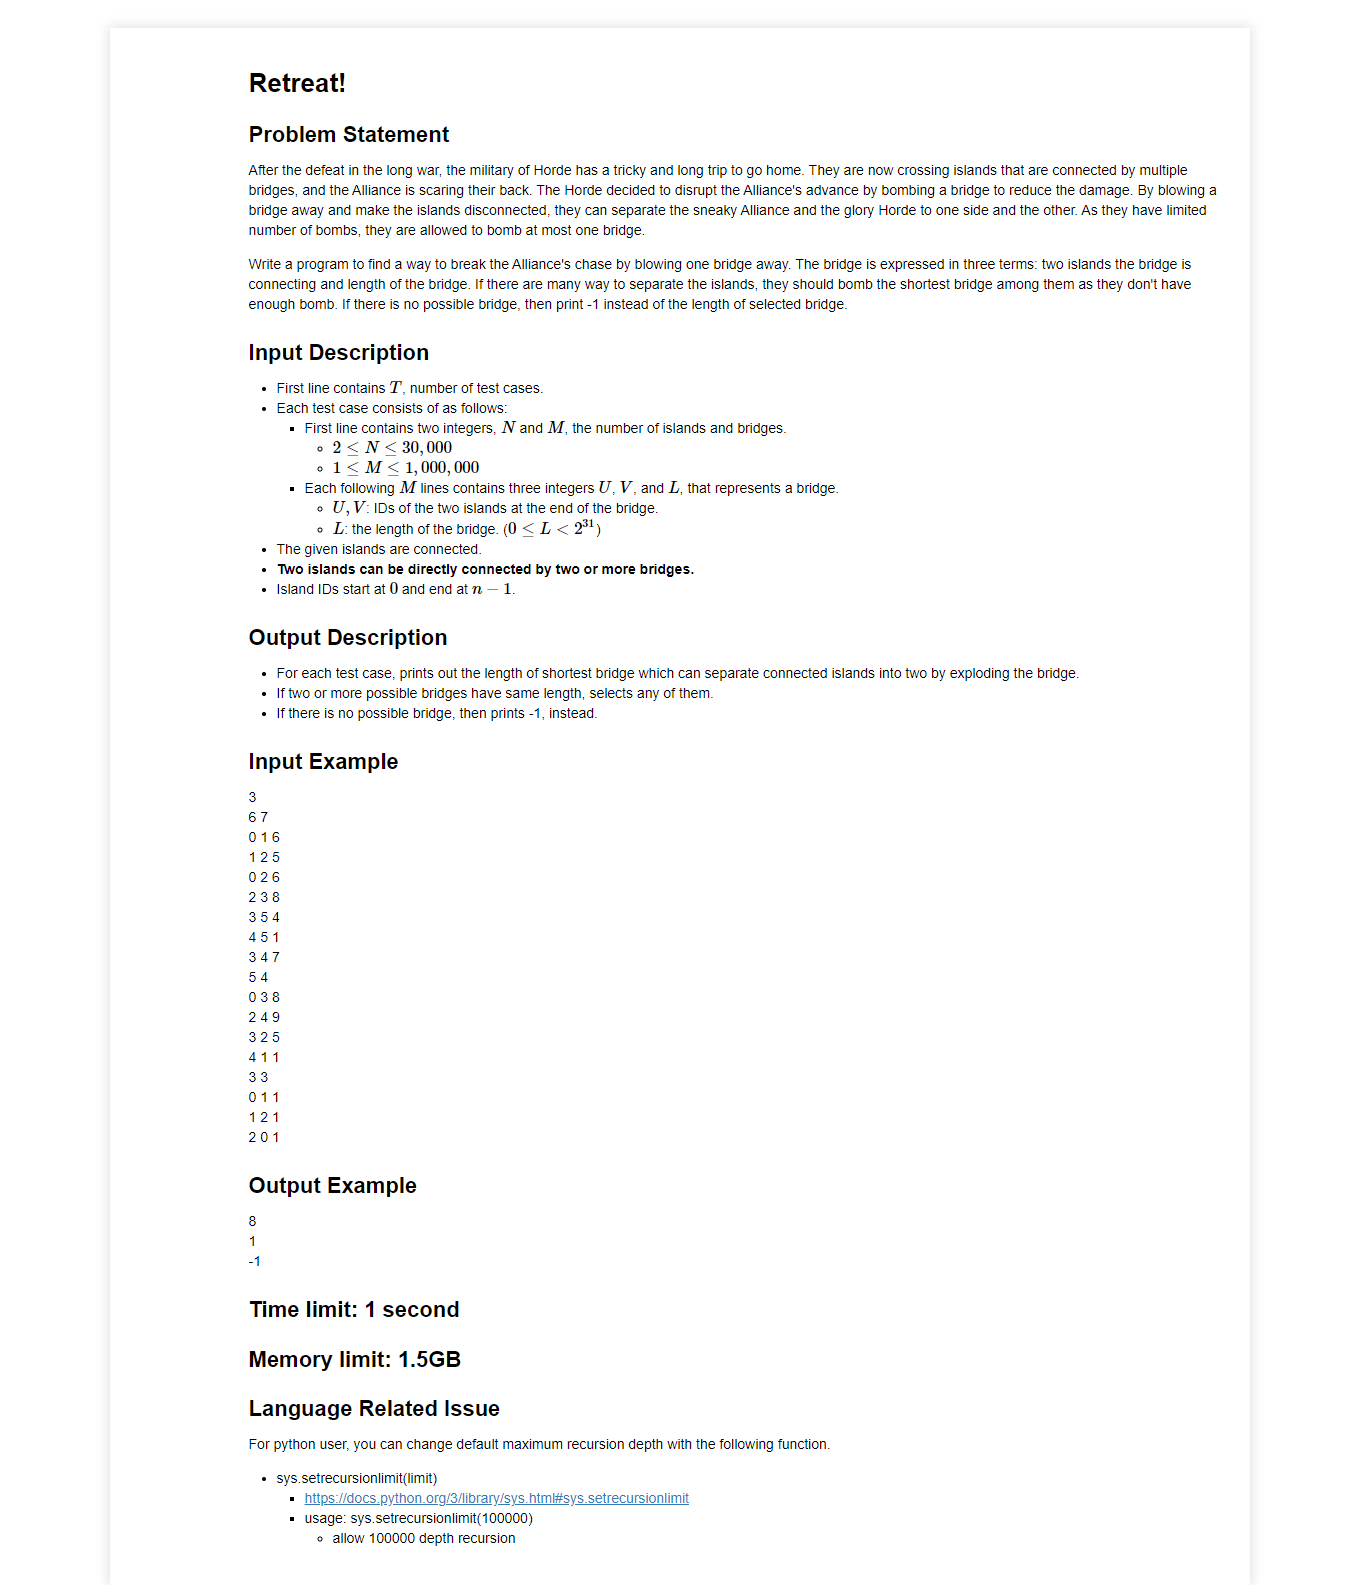 Retreat!
Problem Statement
After the defeat in the long war, the military of Horde has a tricky and long trip to go home. They are now crossing islands that are connected by multiple
bridges, and the Alliance is scaring their back. The Horde decided to disrupt the Alliance's advance by bombing a bridge to reduce the damage. By blowing a
bridge away and make the islands disconnected, they can separate the sneaky Alliance and the glory Horde to one side and the other. As they have limited
number of bombs, they are allowed to bomb at most one bridge.
Write a program to find a way to break the Alliance's chase by blowing one bridge away. The bridge is expressed in three terms: two islands the bridge is
connecting and length of the bridge. If there are many way to separate the islands, they should bomb the shortest bridge among them as they don't have
enough bomb. If there is no possible bridge, then print -1 instead of the length of selected bridge.
Input Description
• First line contains T, number of test cases.
• Each test case consists of as follows:
▪ First line contains two integers, N and M, the number of islands and bridges.
◦ 2 ≤ N ≤ 30,000
◦ 1 ≤ M ≤ 1,000,000
▪ Each following M lines contains three integers U, V, and L, that represents a bridge.
◦ U, V: IDs of the two islands at the end of the bridge.
◦ L: the length of the bridge. (0 ≤ L < 2³¹)
• The given islands are connected.
• Two islands can be directly connected by two or more bridges.
• Island IDs start at 0 and end at n − 1.
Output Description
• For each test case, prints out the length of shortest bridge which can separate connected islands into two by exploding the bridge.
• If two or more possible bridges have same length, selects any of them.
• If there is no possible bridge, then prints -1, instead.
Input Example
3
6 7
0 1 6
1 2 5
0 2 6
2 3 8
3 5 4
4 5 1
3 4 7
5 4
0 3 8
2 4 9
3 2 5
4 1 1
3 3
0 1 1
1 2 1
2 0 1
Output Example
8
1
-1
Time limit: 1 second
Memory limit: 1.5GB
Language Related Issue
For python user, you can change default maximum recursion depth with the following function.
• sys.setrecursionlimit(limit)
▪ https://docs.python.org/3/library/sys.html#sys.setrecursionlimit
▪ usage: sys.setrecursionlimit(100000)
◦ allow 100000 depth recursion